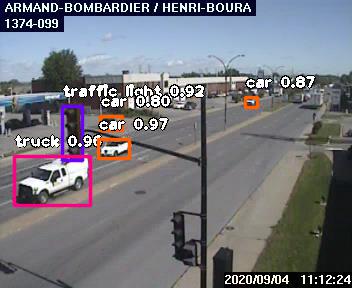 ARMAND-BOMBARDIER / HENRI-BOURA
1374-099
car 0.87
traffic light 0.92
car 0.80
car 0.97
truck 0.96
2020/09/04 11:12:24